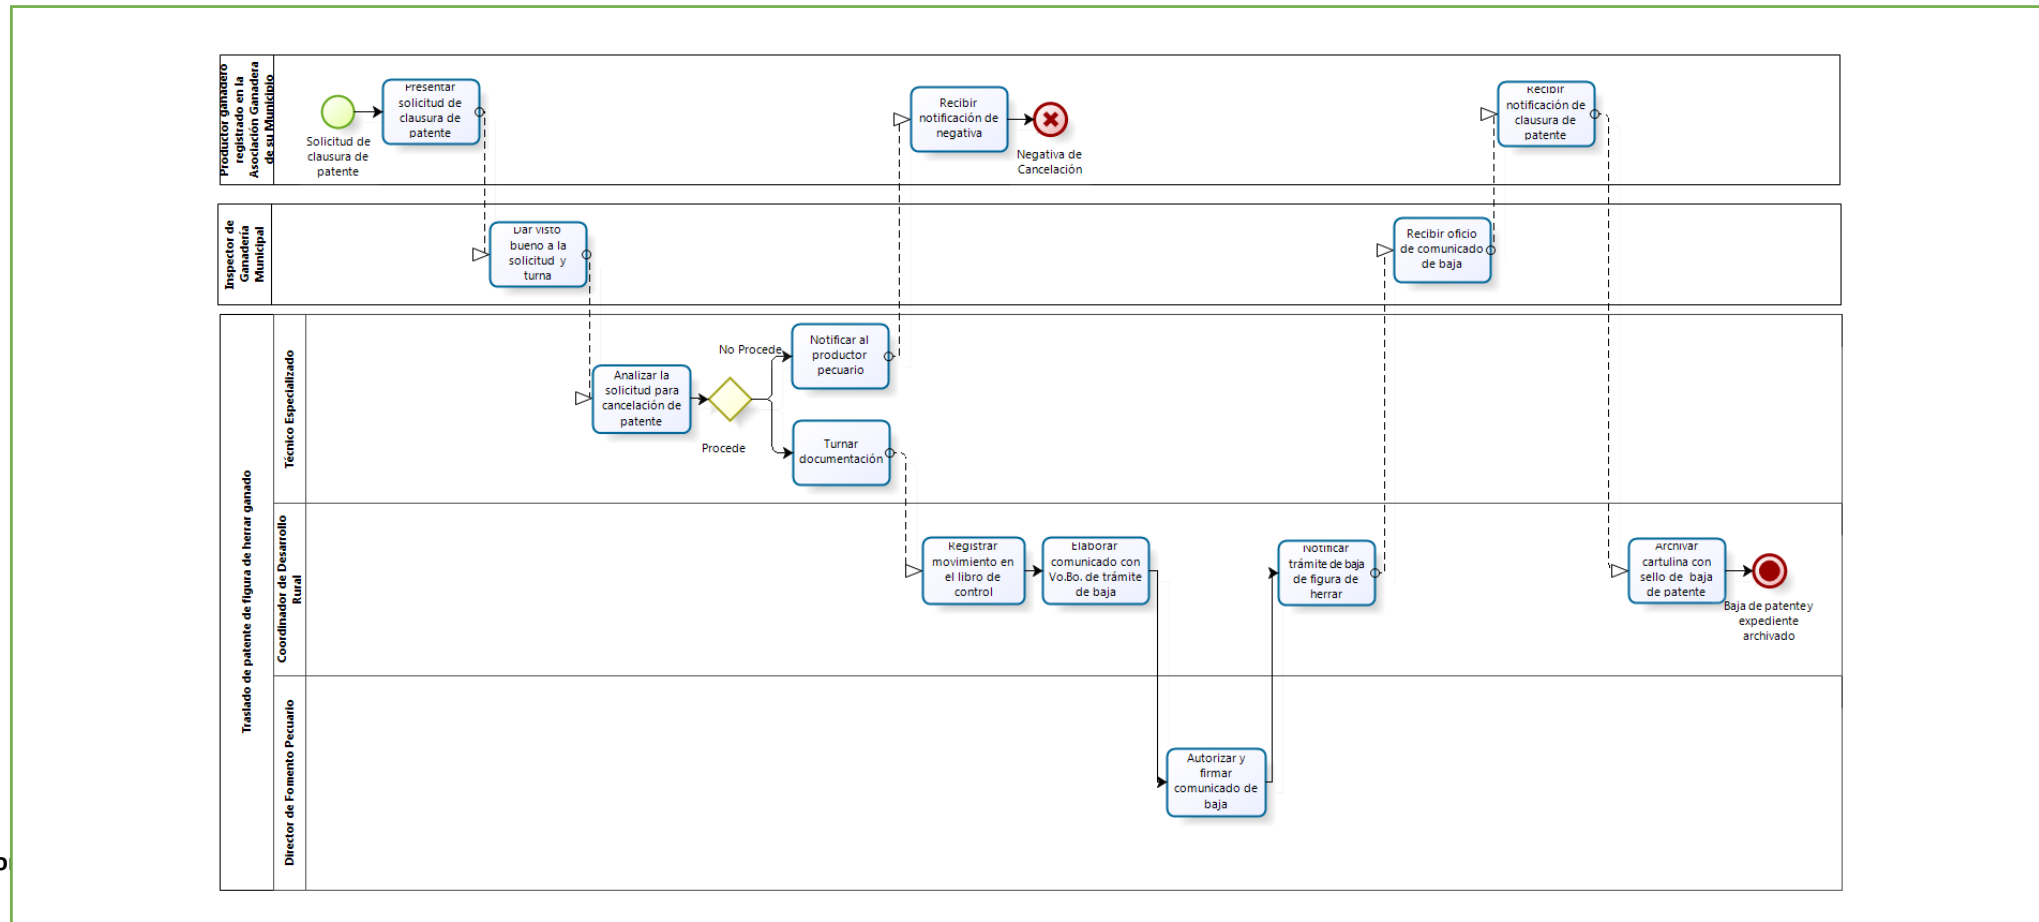 Productor ganadero
registrado en la
Asociación Ganadera
de su Municipio
Solicitud de
clausura de
patente
Presentar
solicitud de
clausura de
patente
Recibir
notificación de
negativa
Negativa de
Cancelación
Recibir
notificación de
clausura de
patente
Inspector de
Ganadería
Municipal
Dar visto
bueno a la
solicitud y
turna
Recibir oficio
de comunicado
de baja
Traslado de patente de figura de herrar ganado
Técnico Especializado
Analizar la
solicitud para
cancelación de
patente
No Procede
Procede
Notificar al
productor
pecuario
Turnar
documentación
Coordinador de Desarrollo
Rural
Registrar
movimiento en
el libro de
control
Elaborar
comunicado con
Vo.Bo. de trámite
de baja
Notificar
trámite de baja
de figura de
herrar
Archivar
cartulina con
sello de baja
de patente
Baja de patente y
expediente
archivado
Director de Fomento Pecuario
Autorizar y
firmar
comunicado de
baja